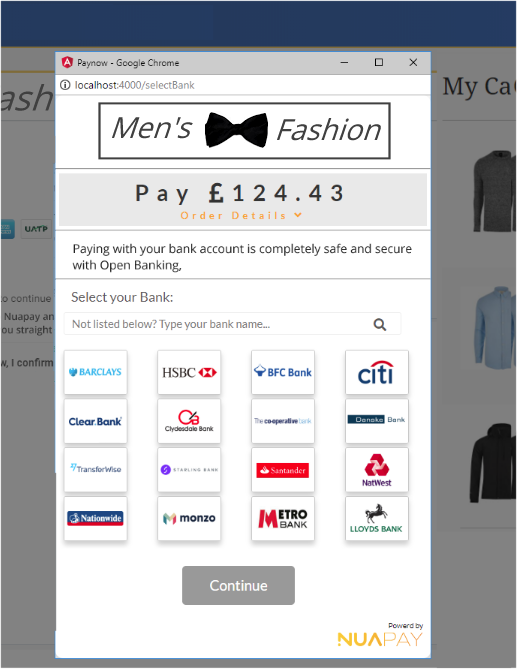 Paynow - Google Chrome
localhost:4000/selectBank
ash
My Ca
Men's Fashion
Pay £124.43
Order Details
UATP
Paying with your bank account is completely safe and secure
with Open Banking,
to continue
Nuapay an
you straight
w, I confirm
Select your Bank:
Not listed below? Type your bank name...
BARCLAYS
HSBC
BFC Bank
citi
Clear.Bank
Clydesdale Bank
The co-operative bank
Danske Bank
TransferWise
STARLING BANK
Santander
NatWest
Nationwide
monzo
METRO
BANK
LLOYDS BANK
Continue
Powerd by
NUAPAY